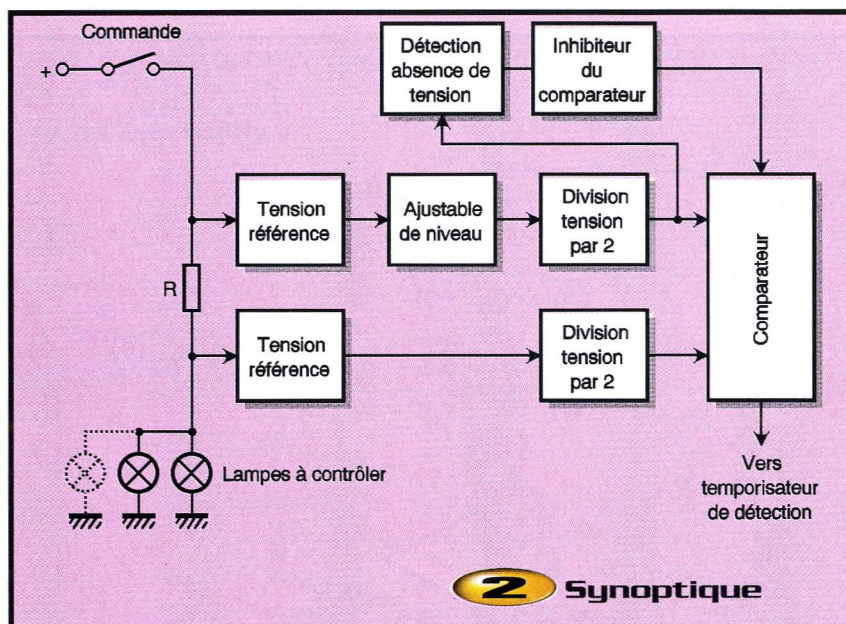 Commande
+
Détection
absence de
tension
Inhibiteur
du
comparateur
Tension
référence
Ajustable
de niveau
Division
tension
par 2
Comparateur
R
Tension
référence
Division
tension
par 2
Lampes à contrôler
Vers
temporisateur
de détection
2 Synoptique